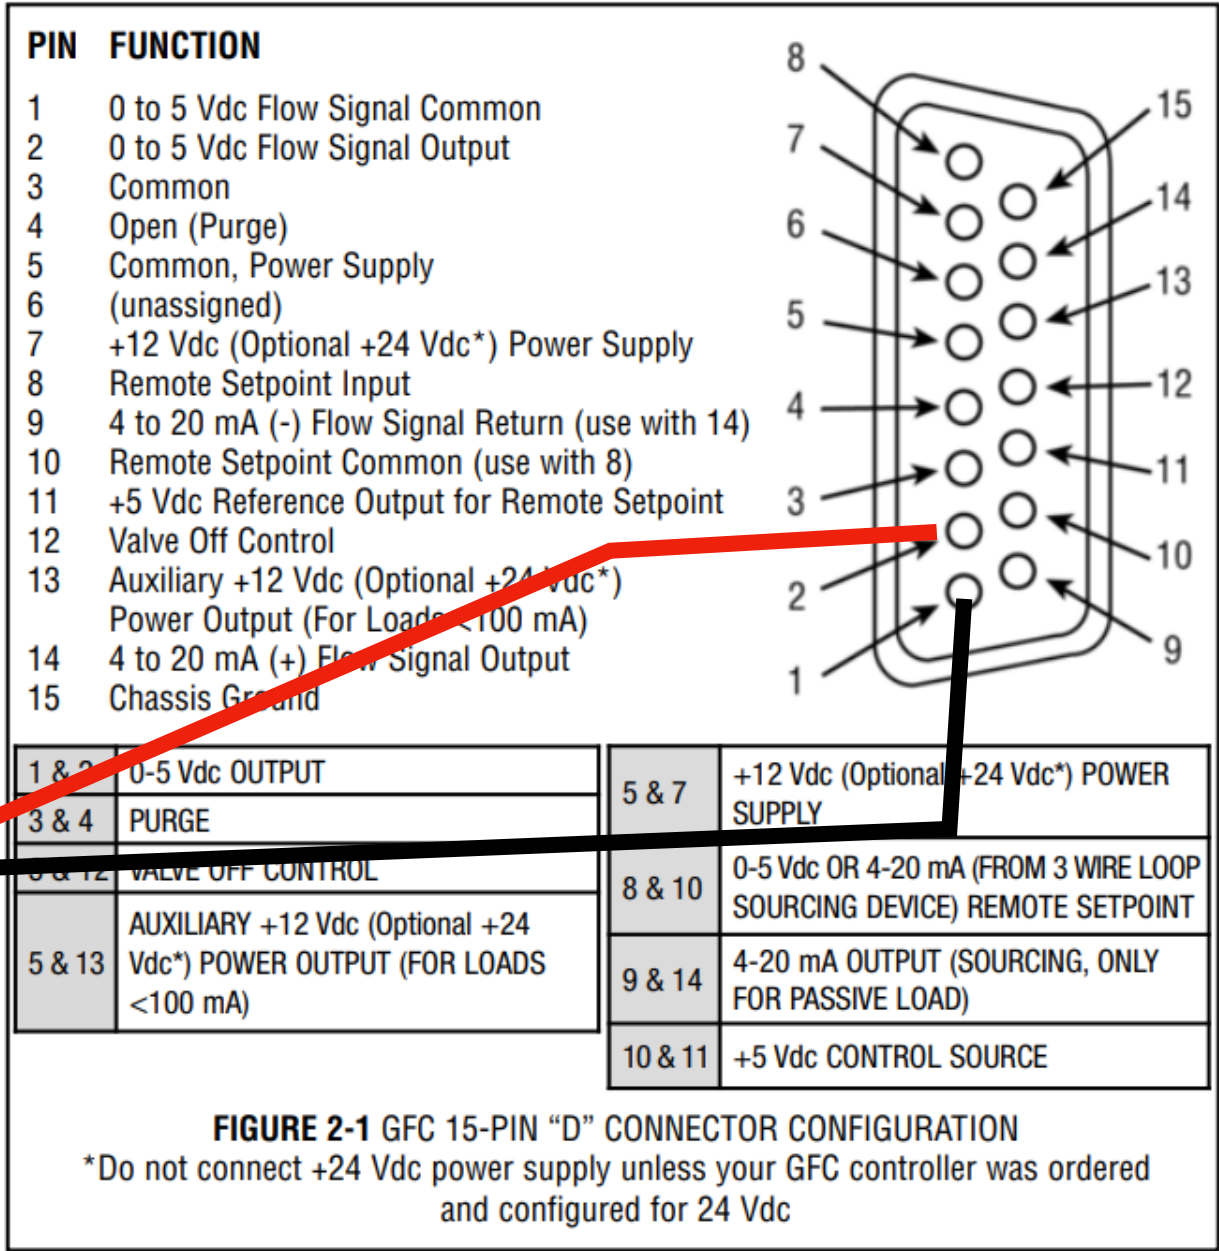 PIN FUNCTION
1 0 to 5 Vdc Flow Signal Common
2 0 to 5 Vdc Flow Signal Output
3 Common
4 Open (Purge)
5 Common, Power Supply
6 (unassigned)
7 +12 Vdc (Optional +24 Vdc*) Power Supply
8 Remote Setpoint Input
9 4 to 20 mA (-) Flow Signal Return (use with 14)
10 Remote Setpoint Common (use with 8)
11 +5 Vdc Reference Output for Remote Setpoint
12 Valve Off Control
13 Auxiliary +12 Vdc (Optional +24 Vdc*)
Power Output (For Loads <100 mA)
14 4 to 20 mA (+) Flow Signal Output
15 Chassis Ground
8
7
6
5
4
3
2
1
15
14
13
12
11
10
9
1 & 2 0-5 Vdc OUTPUT
3 & 4 PURGE
& 12 VALVE OFF CONTROL
5 & 13 AUXILIARY +12 Vdc (Optional +24
Vdc*) POWER OUTPUT (FOR LOADS
<100 mA)
5 & 7 +12 Vdc (Optional +24 Vdc*) POWER
SUPPLY
8 & 10 0-5 Vdc OR 4-20 mA (FROM 3 WIRE LOOP
SOURCING DEVICE) REMOTE SETPOINT
9 & 14 4-20 mA OUTPUT (SOURCING, ONLY
FOR PASSIVE LOAD)
10 & 11 +5 Vdc CONTROL SOURCE
FIGURE 2-1 GFC 15-PIN “D” CONNECTOR CONFIGURATION
*Do not connect +24 Vdc power supply unless your GFC controller was ordered
and configured for 24 Vdc